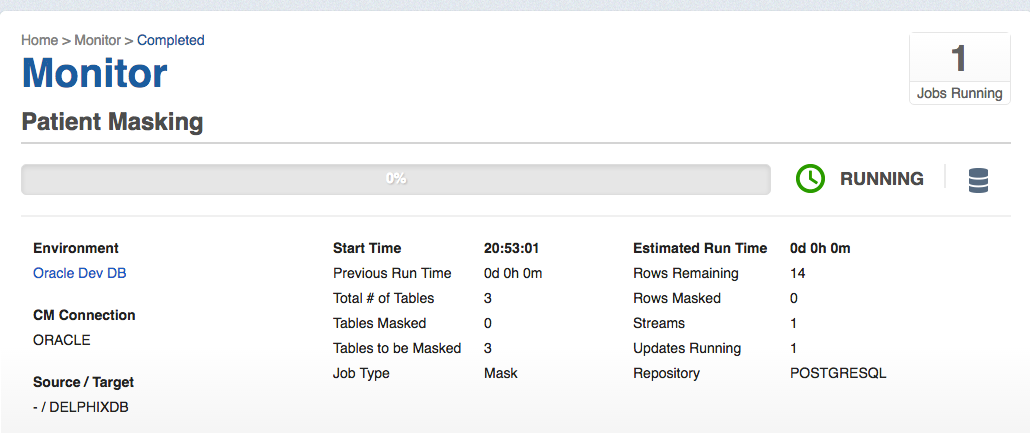 Home > Monitor > Completed
Monitor
1
Jobs Running
Patient Masking
0%
RUNNING
Environment
Oracle Dev DB
CM Connection
ORACLE
Source / Target
- / DELPHIXDB
Start Time 20:53:01
Previous Run Time 0d 0h 0m
Total # of Tables 3
Tables Masked 0
Tables to be Masked 3
Job Type Mask
Estimated Run Time 0d 0h 0m
Rows Remaining 14
Rows Masked 0
Streams 1
Updates Running 1
Repository POSTGRESQL